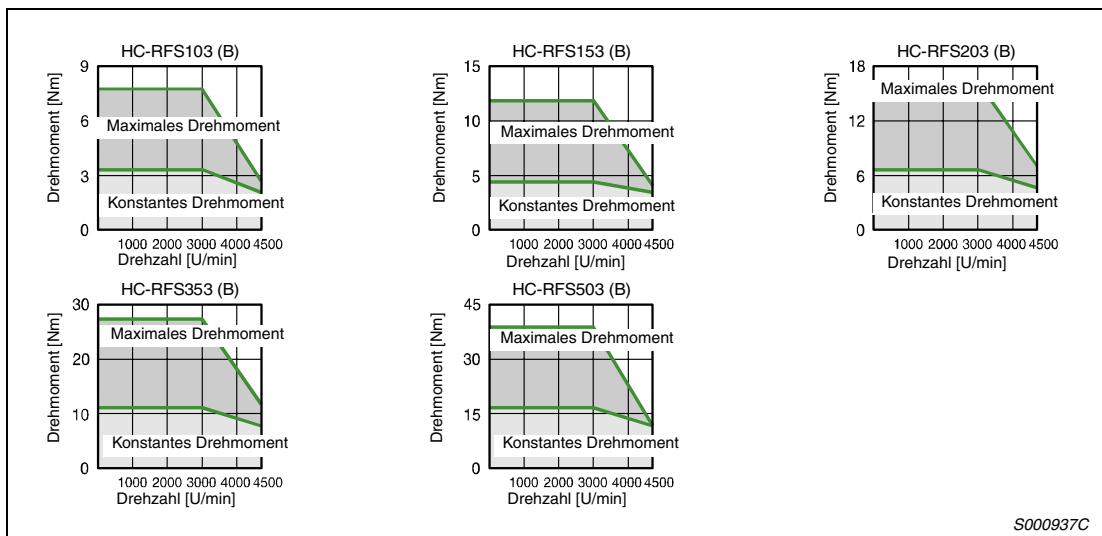 HC-RFS103 (B)
Drehmoment [Nm]
9
6
3
0
Maximales Drehmoment
Konstantes Drehmoment
1000 2000 3000 4000 4500
Drehzahl [U/min]
HC-RFS153 (B)
Drehmoment [Nm]
15
10
5
0
Maximales Drehmoment
Konstantes Drehmoment
1000 2000 3000 4000 4500
Drehzahl [U/min]
HC-RFS203 (B)
Drehmoment [Nm]
18
12
6
0
Maximales Drehmoment
Konstantes Drehmoment
1000 2000 3000 4000 4500
Drehzahl [U/min]
HC-RFS353 (B)
Drehmoment [Nm]
30
20
10
0
Maximales Drehmoment
Konstantes Drehmoment
1000 2000 3000 4000 4500
Drehzahl [U/min]
HC-RFS503 (B)
Drehmoment [Nm]
45
30
15
0
Maximales Drehmoment
Konstantes Drehmoment
1000 2000 3000 4000 4500
Drehzahl [U/min]
S000937C